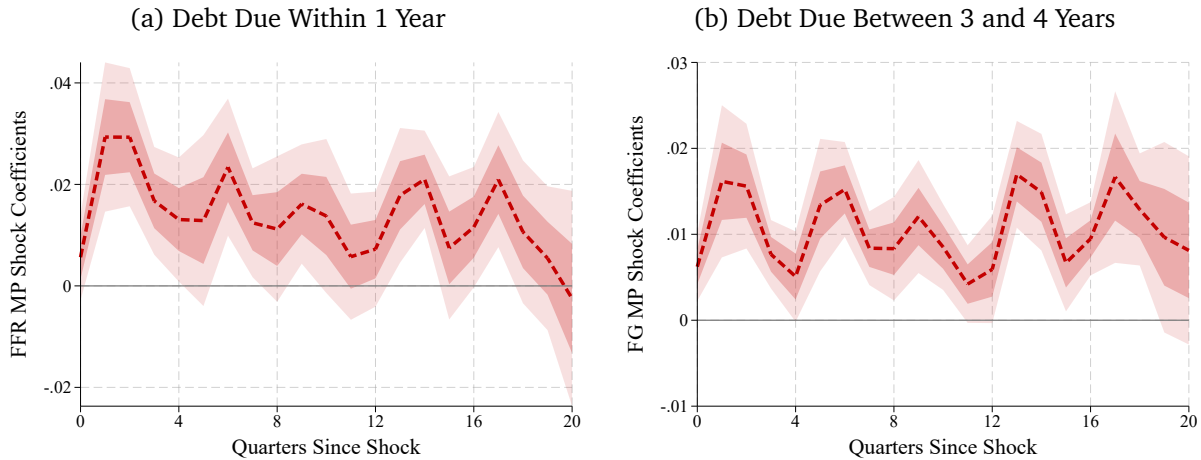 (a) Debt Due Within 1 Year
FFR MP Shock Coefficients
.04
.02
0
-.02
0 4 8 12 16 20
Quarters Since Shock
(b) Debt Due Between 3 and 4 Years
FG MP Shock Coefficients
.03
.02
.01
0
-.01
0 4 8 12 16 20
Quarters Since Shock